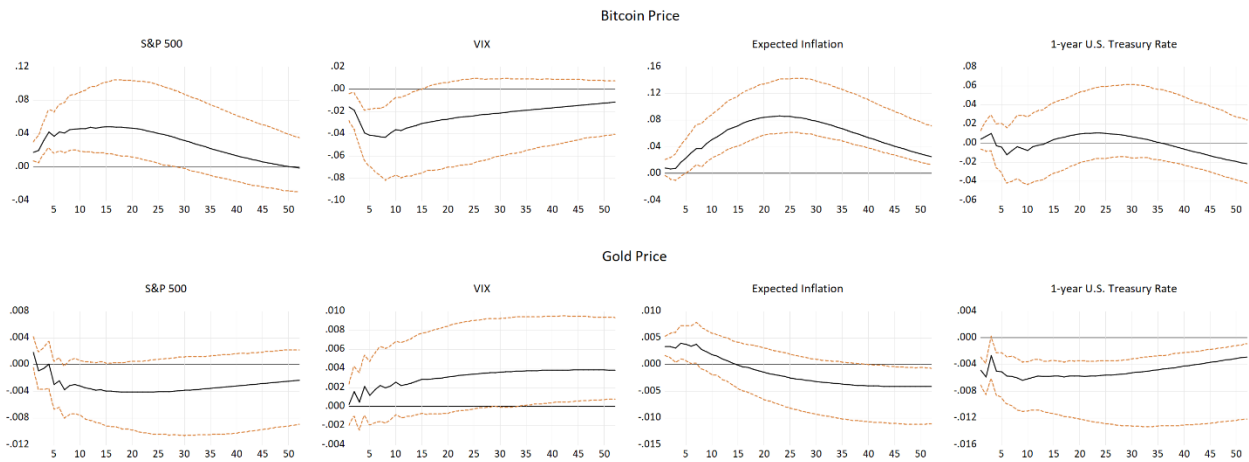 Bitcoin Price
S&P 500
VIX
Expected Inflation
1-year U.S. Treasury Rate
.12
.08
.04
.00
-.04
5 10 15 20 25 30 35 40 45 50
.02
.00
-.02
-.04
-.06
-.08
-.10
5 10 15 20 25 30 35 40 45 50
.16
.12
.08
.04
.00
-.04
5 10 15 20 25 30 35 40 45 50
.08
.06
.04
.02
.00
-.02
-.04
-.06
5 10 15 20 25 30 35 40 45 50
Gold Price
S&P 500
VIX
Expected Inflation
1-year U.S. Treasury Rate
.008
.004
.000
-.004
-.008
-.012
5 10 15 20 25 30 35 40 45 50
.010
.008
.006
.004
.002
.000
-.002
-.004
5 10 15 20 25 30 35 40 45 50
.010
.005
.000
-.005
-.010
-.015
5 10 15 20 25 30 35 40 45 50
.004
.000
-.004
-.008
-.012
-.016
5 10 15 20 25 30 35 40 45 50